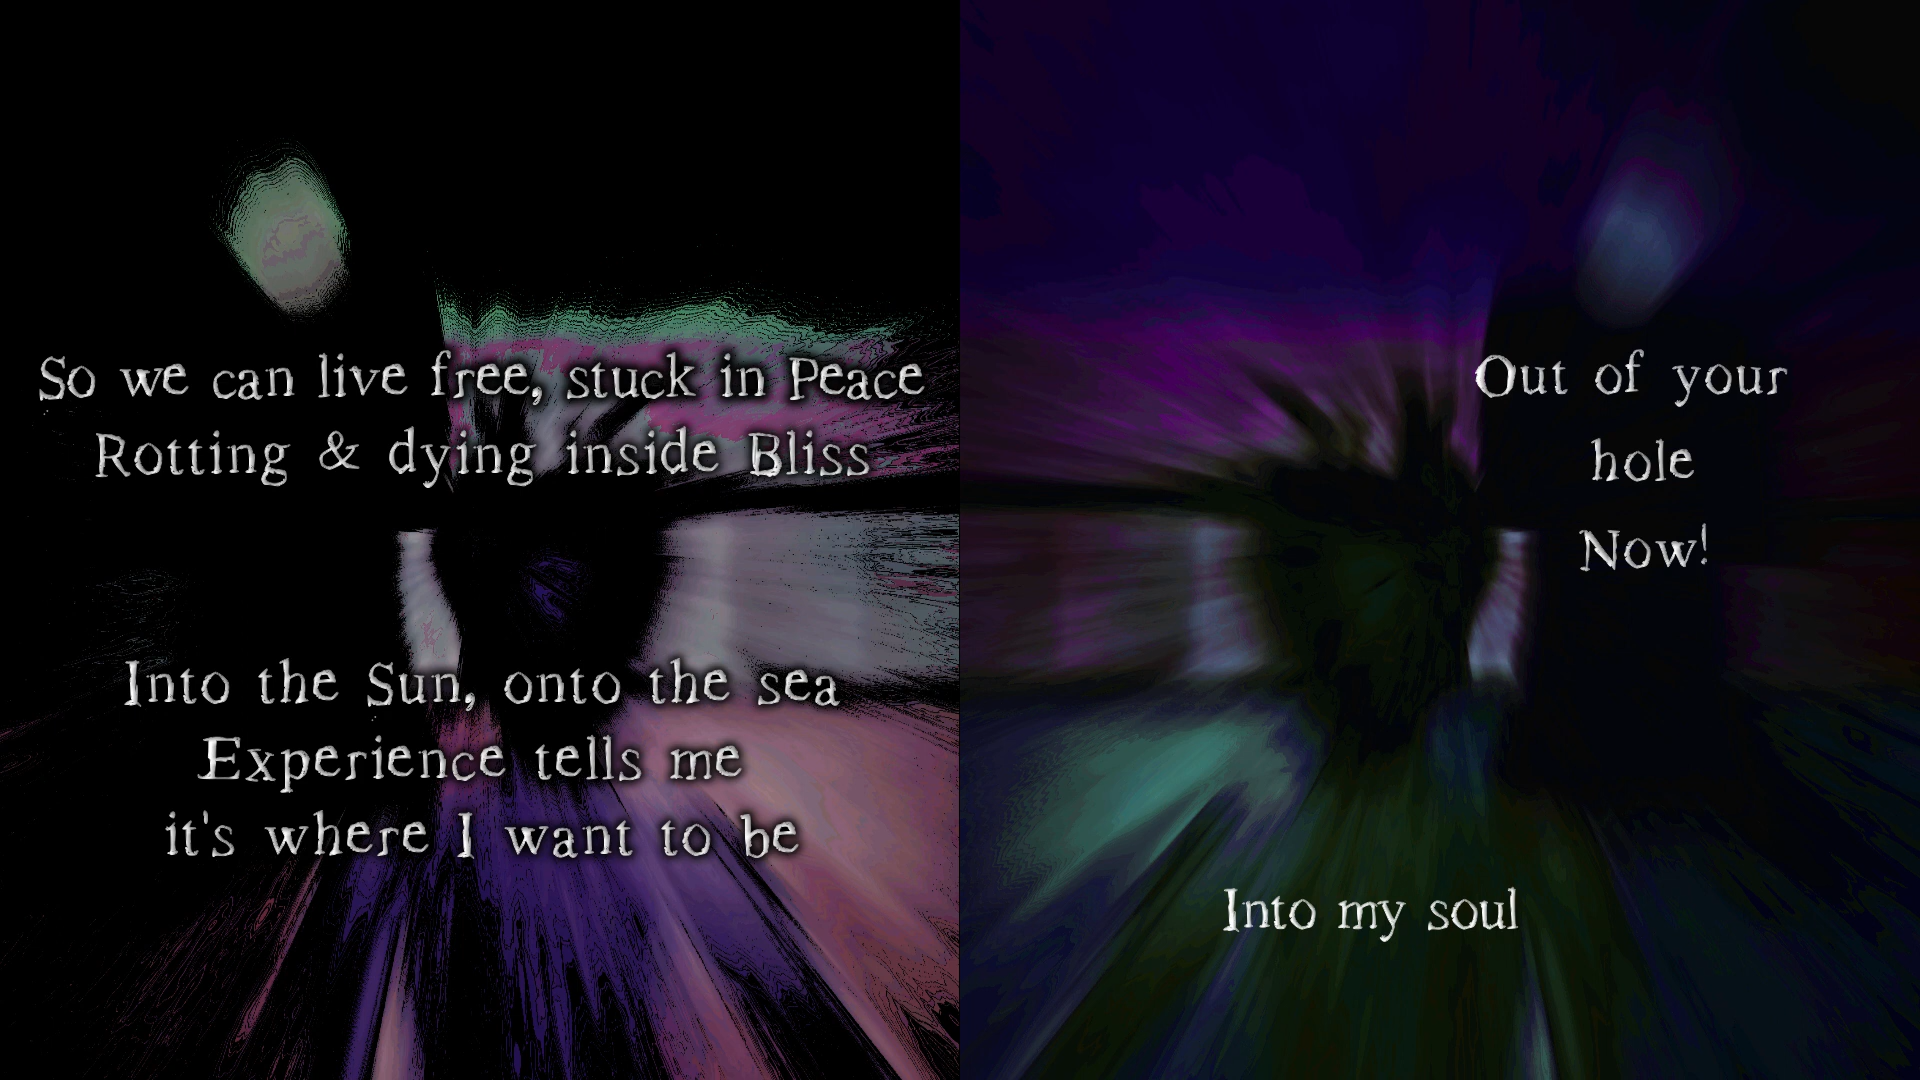 So we can live free, stuck in Peace
Rotting & dying inside Bliss
Into the Sun, onto the sea
Experience tells me
it's where I want to be
Out of your
hole
Now!
Into my soul